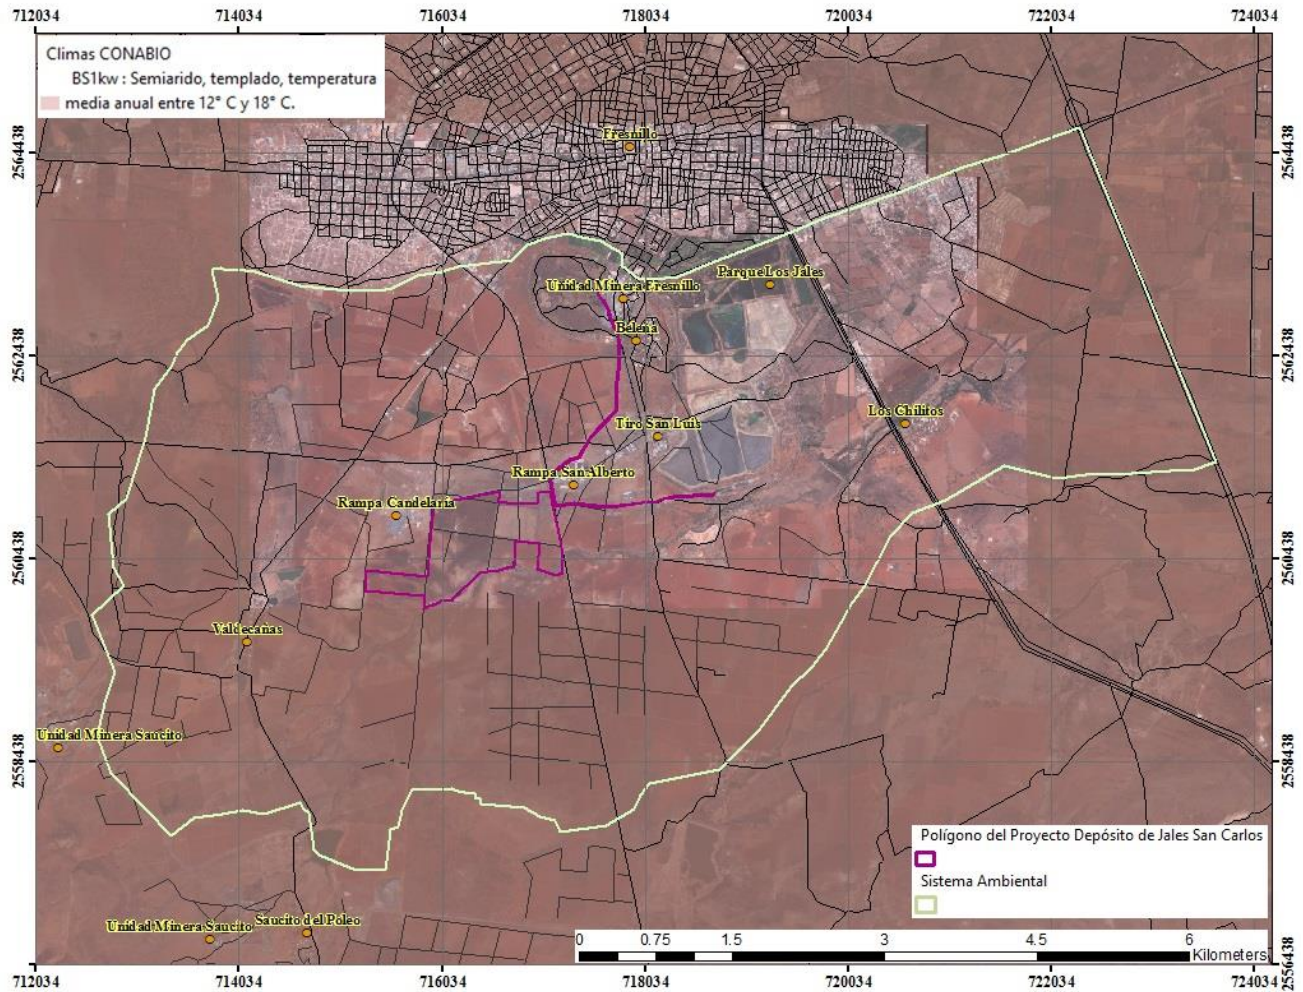 712034 714034 716034 718034 720034 722034 724034
Climas CONABIO
BS1kw : Semiarido, templado, temperatura
media anual entre 12° C y 18° C.
Fresnillo
2564438 2564438
Parque Los Jales
Unidad Minera Fresnillo
Beleña
2562438 2562438
Los Chilitos
Tiro San Luis
Rampa San Alberto
Rampa Candelaria
2560438 2560438
Valdecañas
Unidad Minera Saucito
2558438 2558438
Polígono del Proyecto Depósito de Jales San Carlos
Sistema Ambiental
Unidad Minera Saucito Saucito del Poleo
0 0.75 1.5 3 4.5 6
Kilometers
2556438 2556438
712034 714034 716034 718034 720034 722034 724034